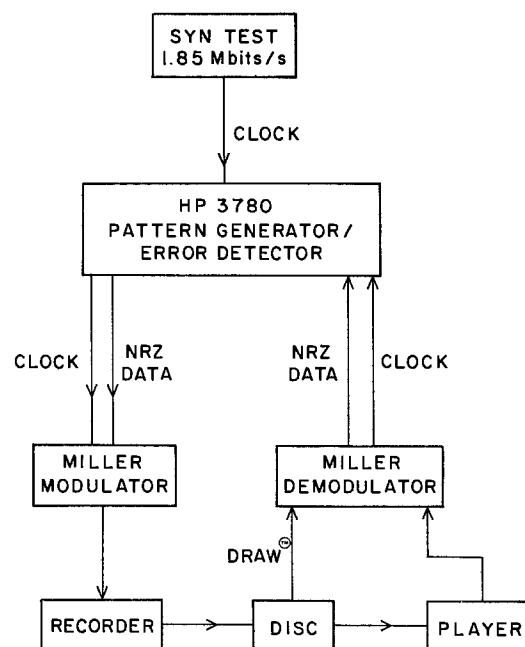 SYN TEST
1.85 Mbits/s
CLOCK
HP 3780
PATTERN GENERATOR/
ERROR DETECTOR
CLOCK
NRZ
DATA
NRZ
DATA
CLOCK
MILLER
MODULATOR
MILLER
DEMODULATOR
DRAW™
RECORDER
DISC
PLAYER